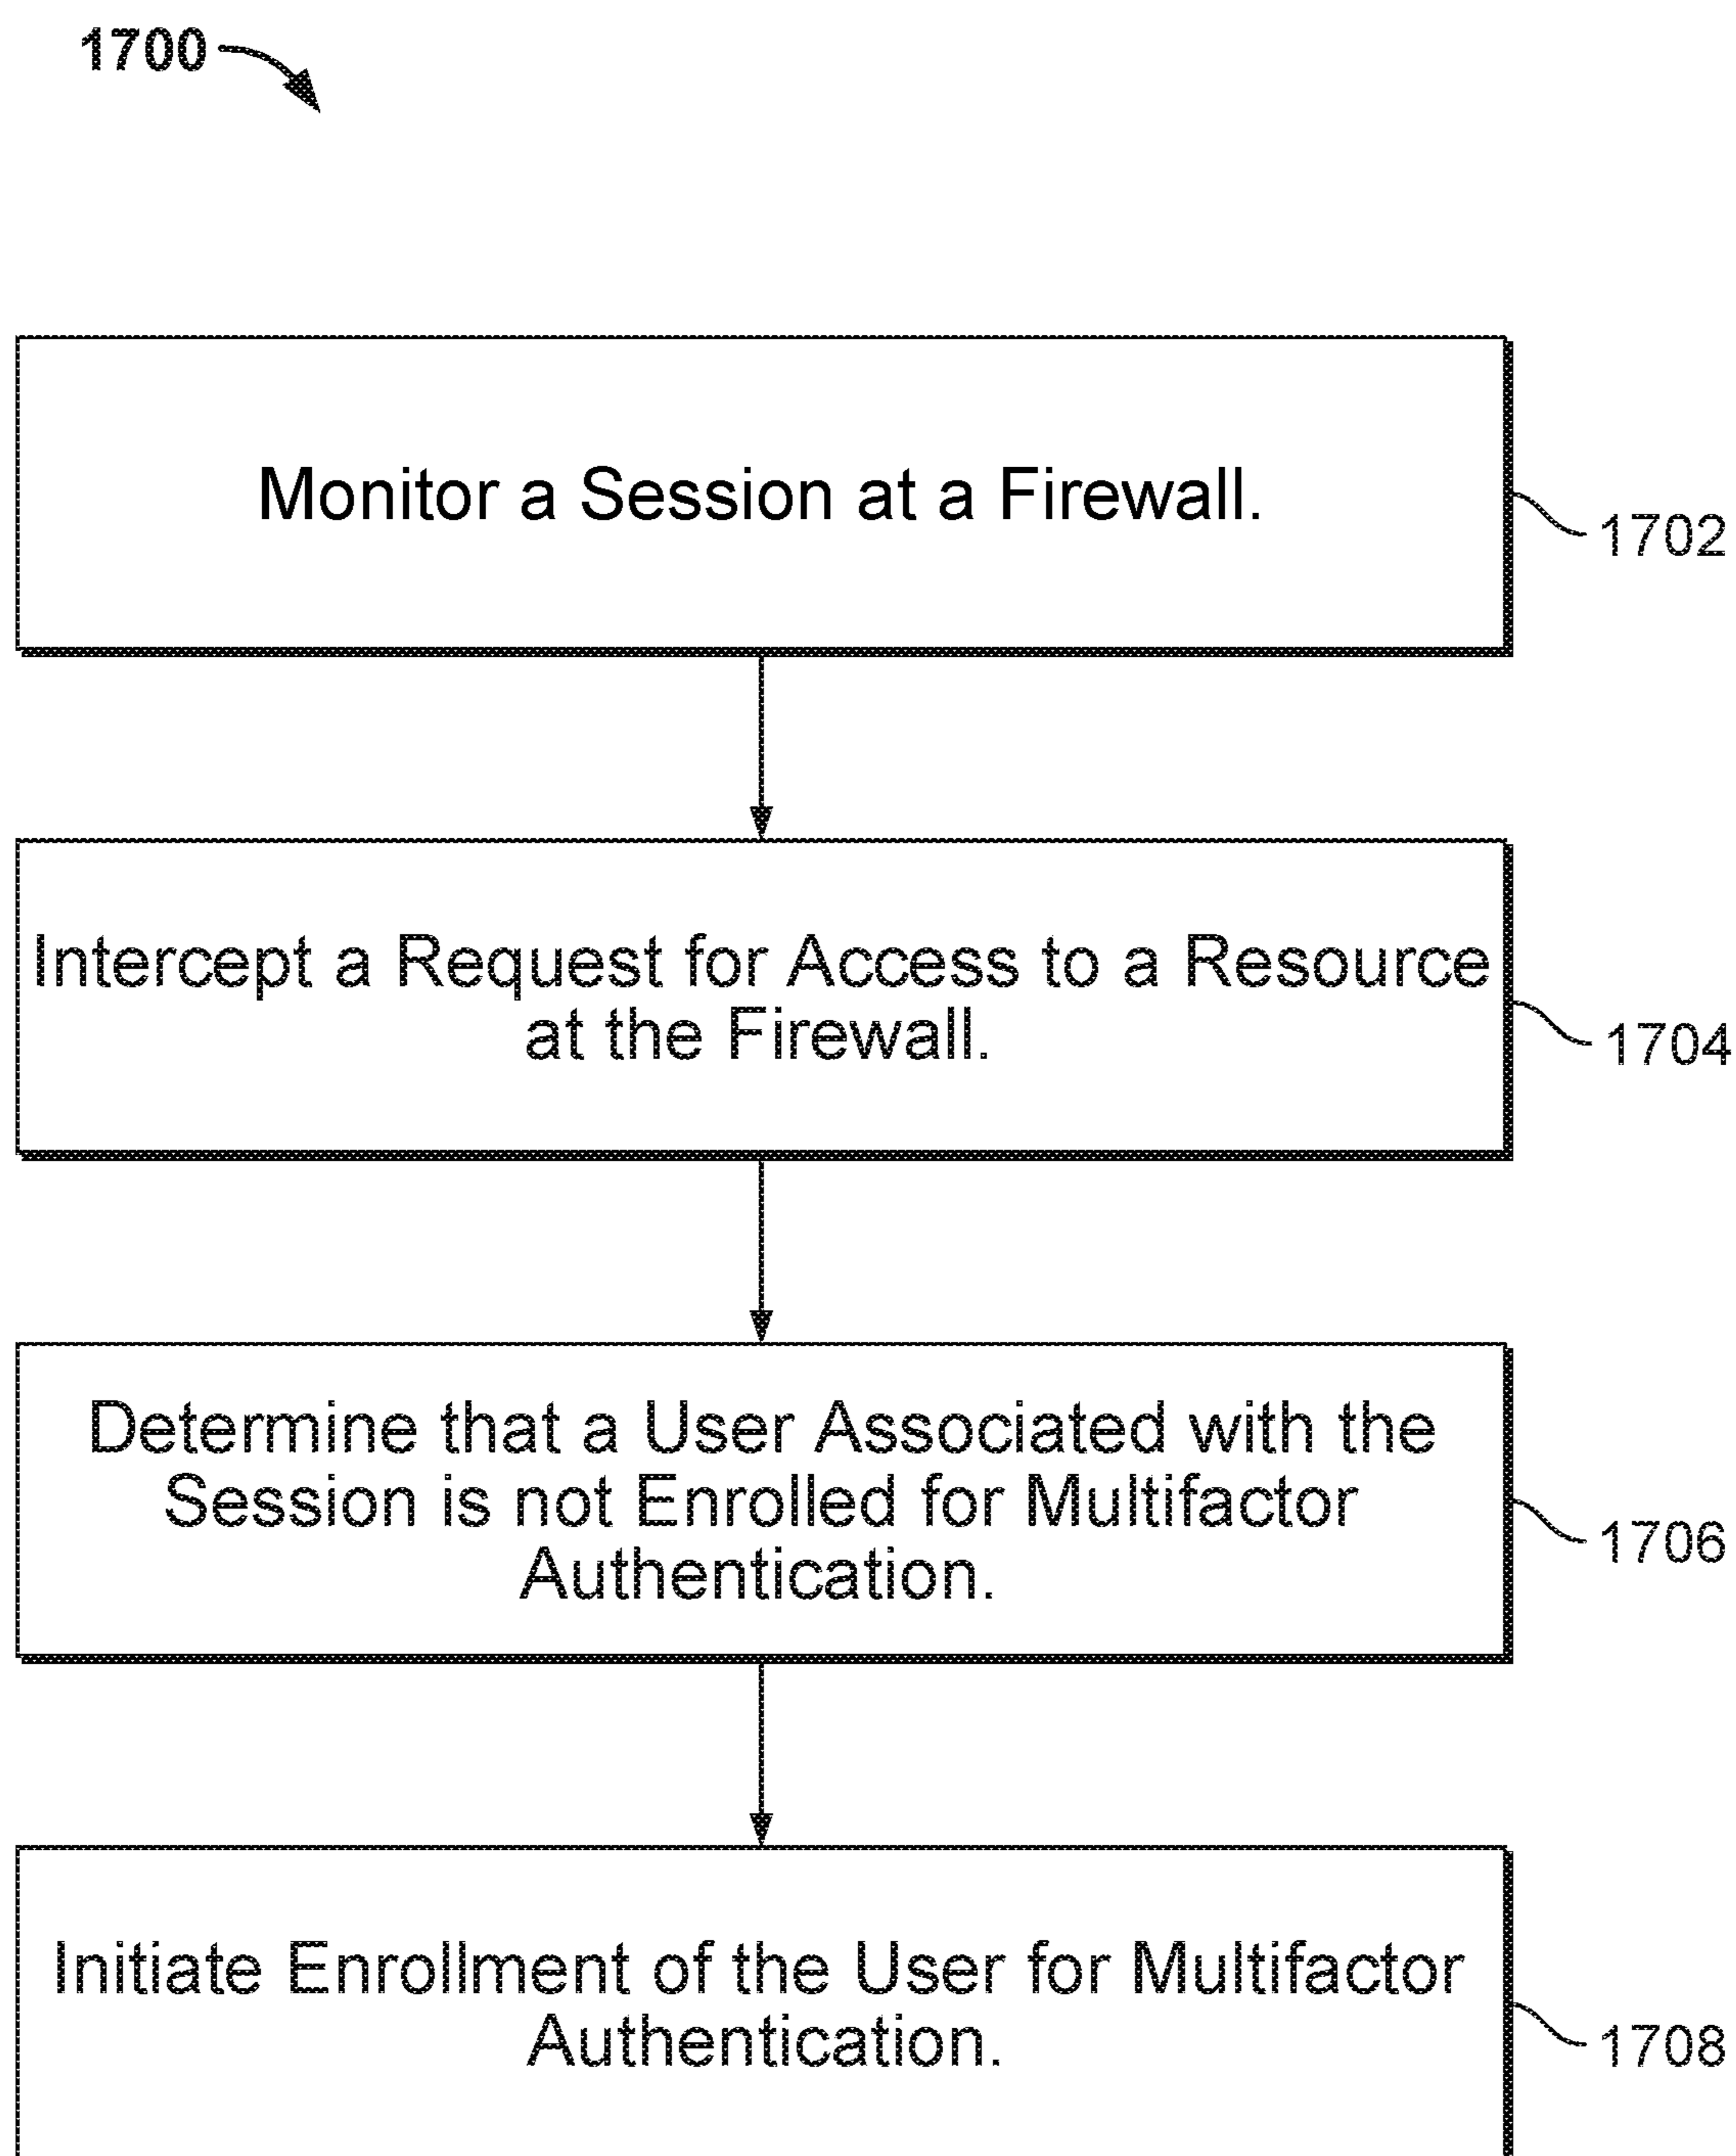 1700
Monitor a Session at a Firewall.
1702
Intercept a Request for Access to a Resource
at the Firewall.
1704
Determine that a User Associated with the
Session is not Enrolled for Multifactor
Authentication.
1706
Initiate Enrollment of the User for Multifactor
Authentication.
1708